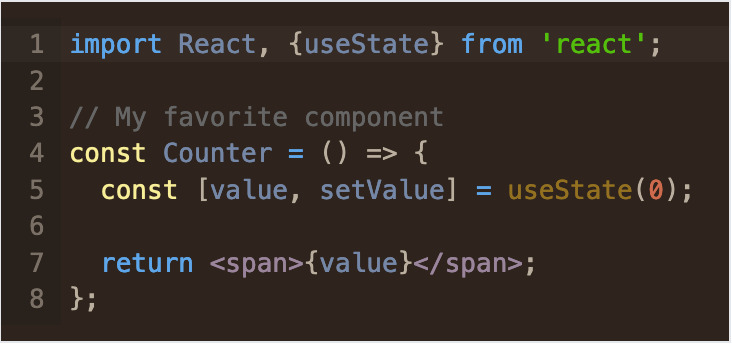 1 import React, {useState} from 'react';
2
3 // My favorite component
4 const Counter = () => {
5   const [value, setValue] = useState(0);
6
7   return <span>{value}</span>;
8 };